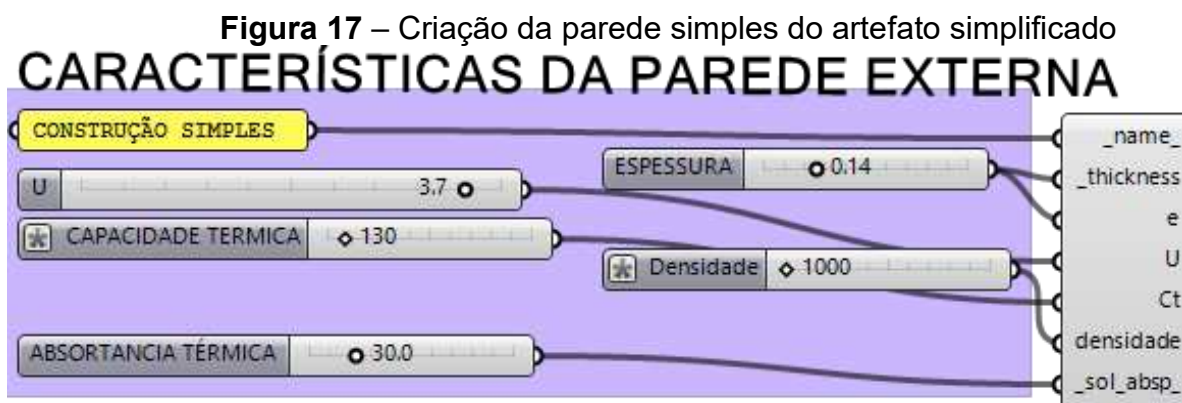 Figura 17 – Criação da parede simples do artefato simplificado
CARACTERÍSTICAS DA PAREDE EXTERNA
CONSTRUÇÃO SIMPLES
_name_
ESPESSURA 0.14
_thickness
U 3.7
e
CAPACIDADE TERMICA 130
Densidade 1000
U
Ct
densidade
ABSORTANCIA TÉRMICA 30.0
_sol_absp_